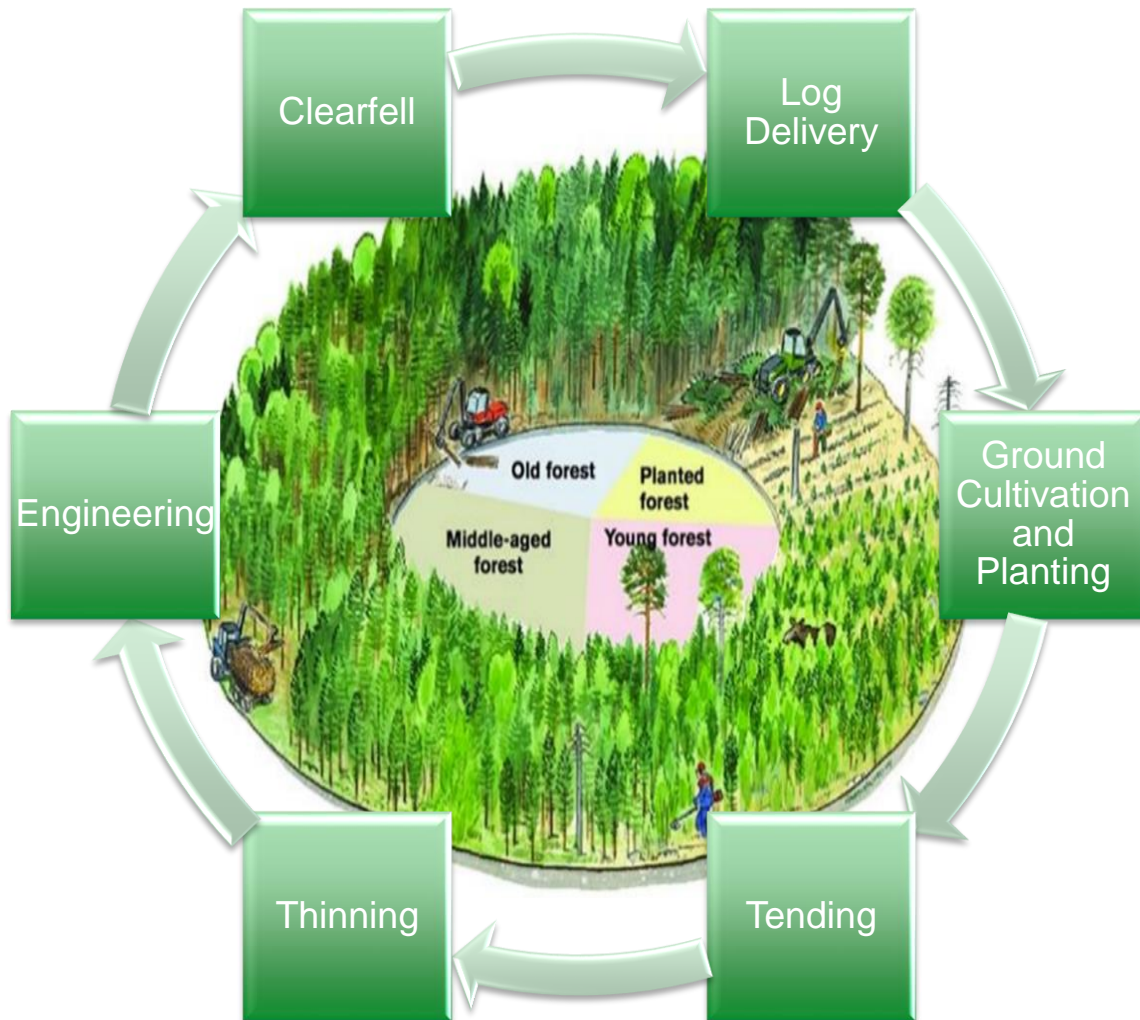 Clearfell
Log
Delivery
Ground
Cultivation
and
Planting
Tending
Thinning
Engineering
Old forest
Planted
forest
Young forest
Middle-aged
forest